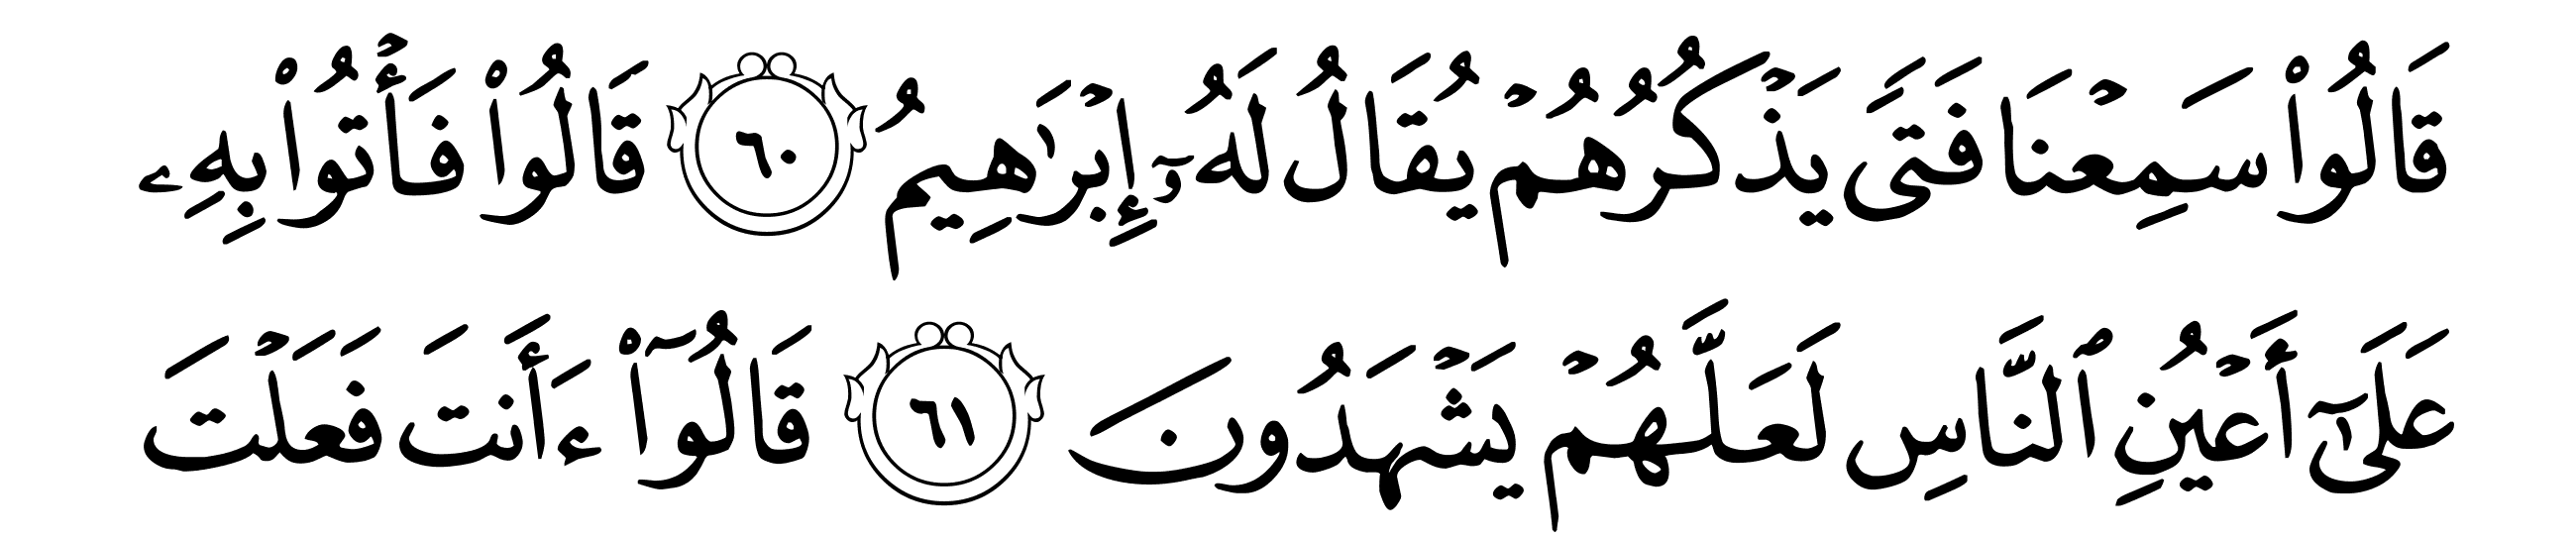 قَالُوا۟ سَمِعْنَا فَتًى يَذْكُرُهُمْ يُقَالُ لَهُۥٓ إِبْرَٰهِيمُ ٦٠ قَالُوا۟ فَأْتُوا۟ بِهِۦ
عَلَىٰٓ أَعْيُنِ ٱلنَّاسِ لَعَلَّهُمْ يَشْهَدُونَ ٦١ قَالُوٓا۟ ءَأَنتَ فَعَلْتَ